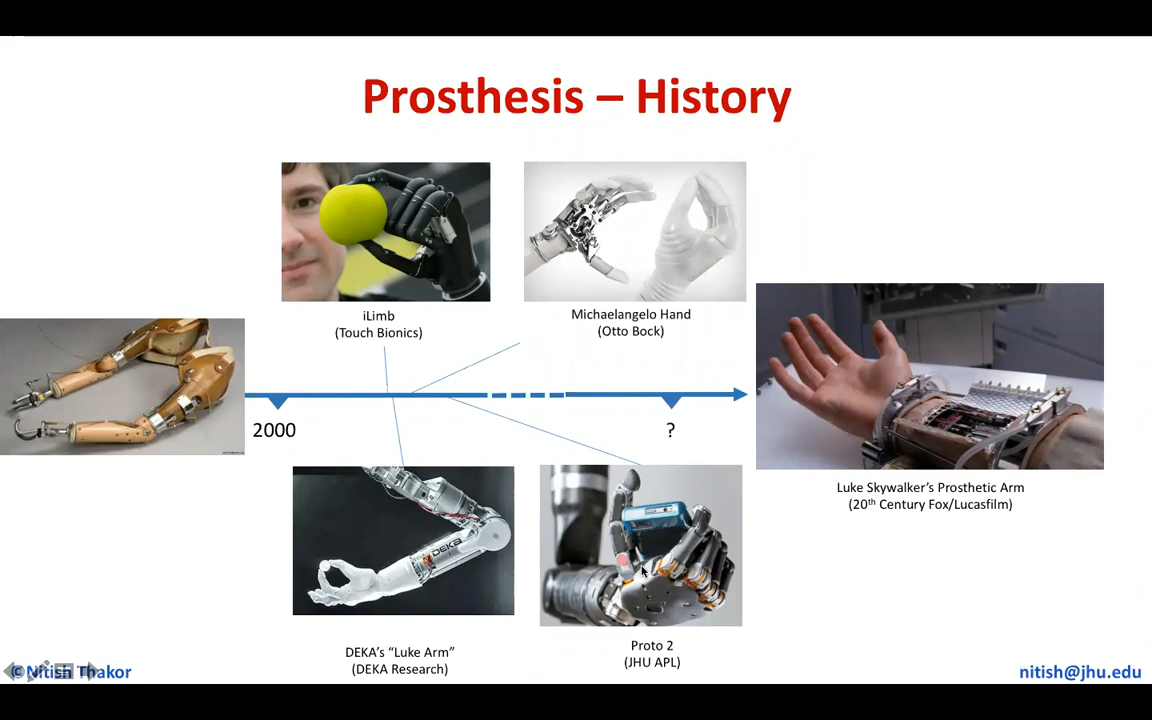 Prosthesis – History
iLimb
(Touch Bionics)
Michaelangelo Hand
(Otto Bock)
2000
?
Luke Skywalker’s Prosthetic Arm
(20th Century Fox/Lucasfilm)
DEKA
DEKA’s “Luke Arm”
(DEKA Research)
Proto 2
(JHU APL)
©Nitish Thakor
nitish@jhu.edu